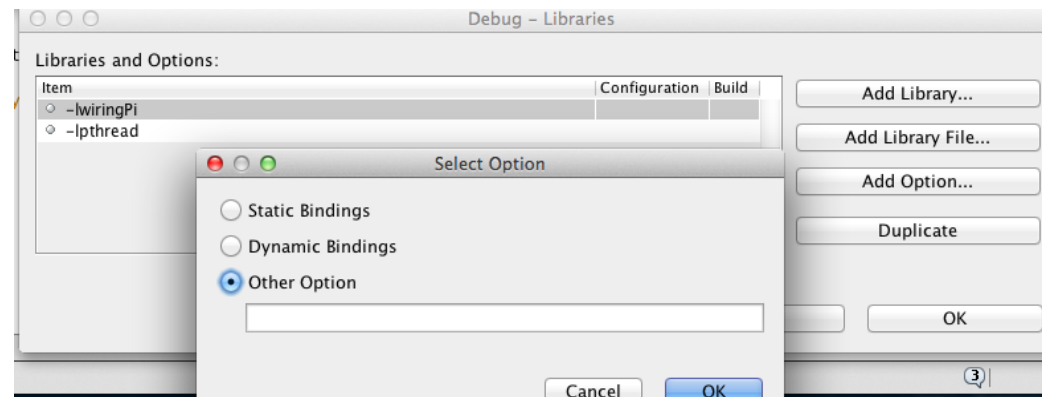 Debug – Libraries
Libraries and Options:
Item Configuration Build
-lwiringPi
-lpthread
Add Library...
Add Library File...
Add Option...
Duplicate
OK
Select Option
Static Bindings
Dynamic Bindings
Other Option
Cancel OK
3